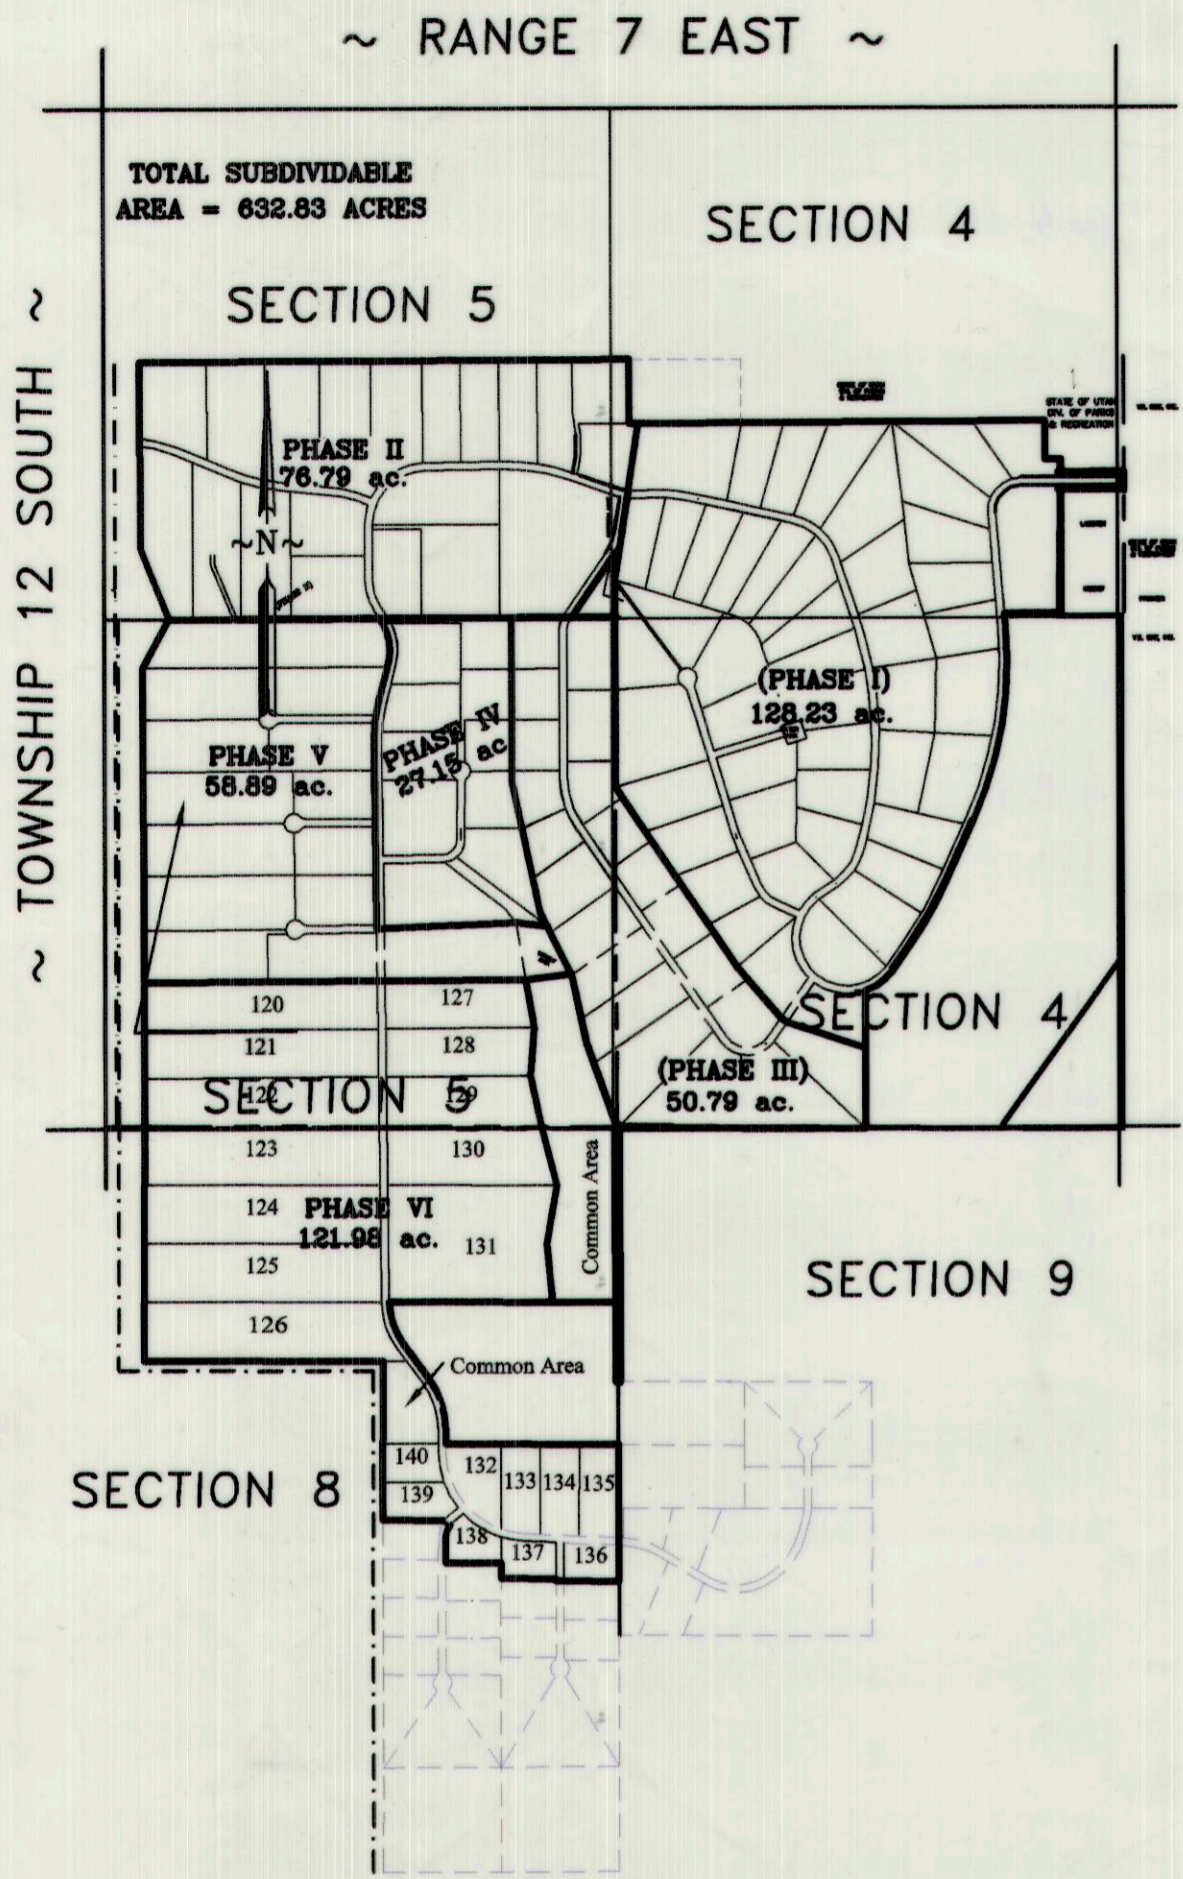 ~ RANGE 7 EAST ~
TOTAL SUBDIVIDABLE
AREA = 632.83 ACRES
SECTION 4
SECTION 5
~ TOWNSHIP 12 SOUTH ~
STATE OF UTAH
DIV. OF PARKS
& RECREATION
PHASE II
76.79 ac.
~N~
(PHASE I)
128.23 ac.
PHASE IV
27.15 ac
PHASE V
58.89 ac.
120
127
SECTION 4
121
128
(PHASE III)
50.79 ac.
SECTION 5
122
129
123
130
Common Area
124
PHASE VI
121.98 ac.
131
125
SECTION 9
126
Common Area
SECTION 8
140
132
133
134
135
139
138
137
136